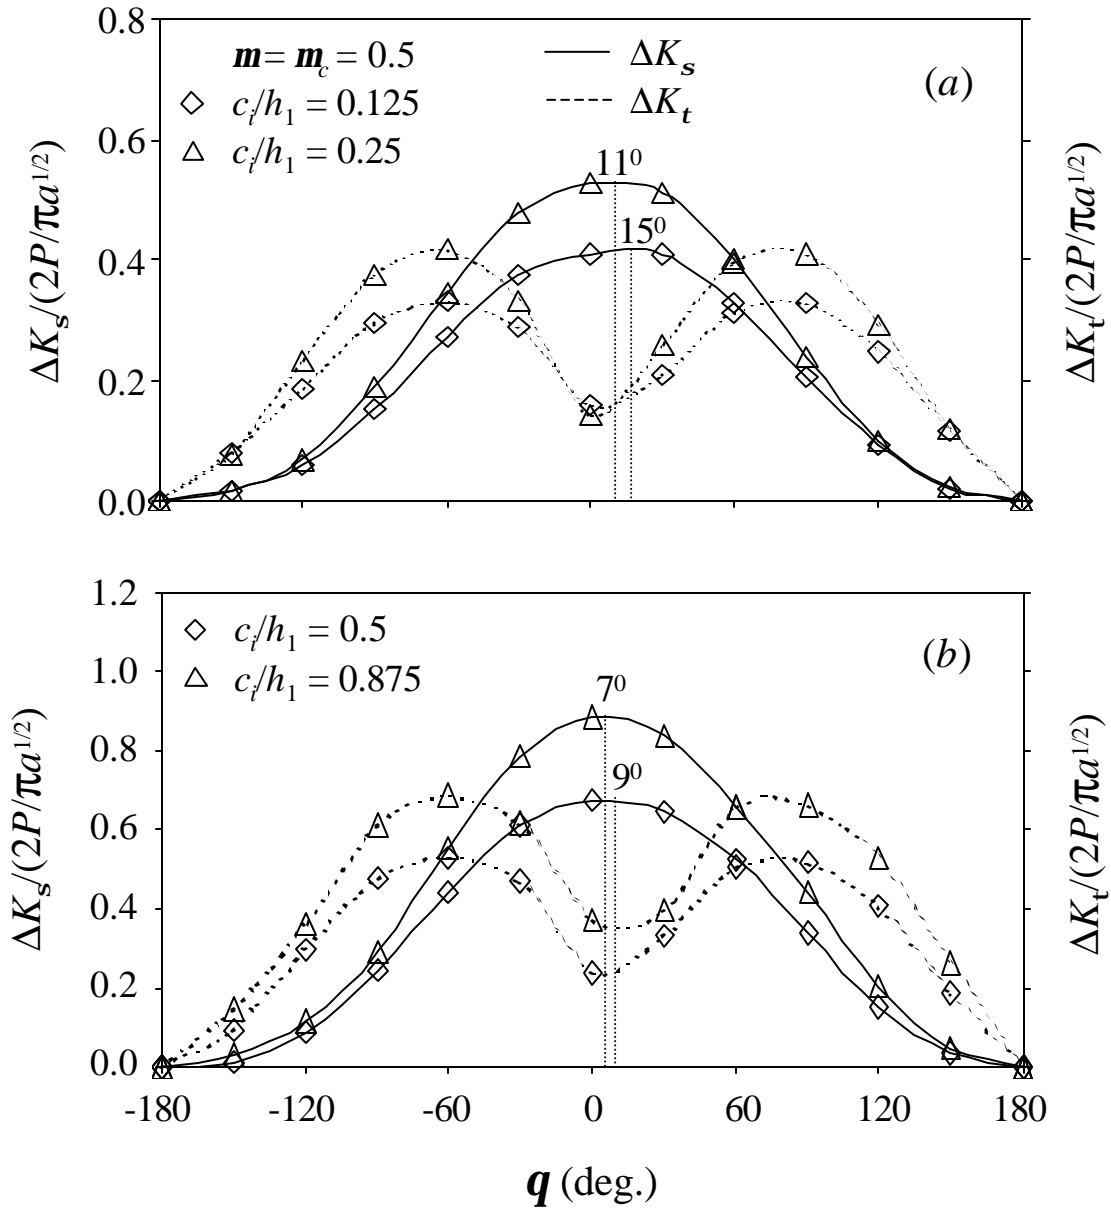 0.8
0.6
0.4
0.2
0.0
m = m_c = 0.5
c_i/h_1 = 0.125
c_i/h_1 = 0.25
ΔK_s
ΔK_t
(a)
11⁰
15⁰
ΔK_s/(2P/πa^{1/2})
ΔK_t/(2P/πa^{1/2})
1.2
1.0
0.8
0.6
0.4
0.2
0.0
c_i/h_1 = 0.5
c_i/h_1 = 0.875
(b)
7⁰
9⁰
ΔK_s/(2P/πa^{1/2})
ΔK_t/(2P/πa^{1/2})
-180 -120 -60 0 60 120 180
q (deg.)